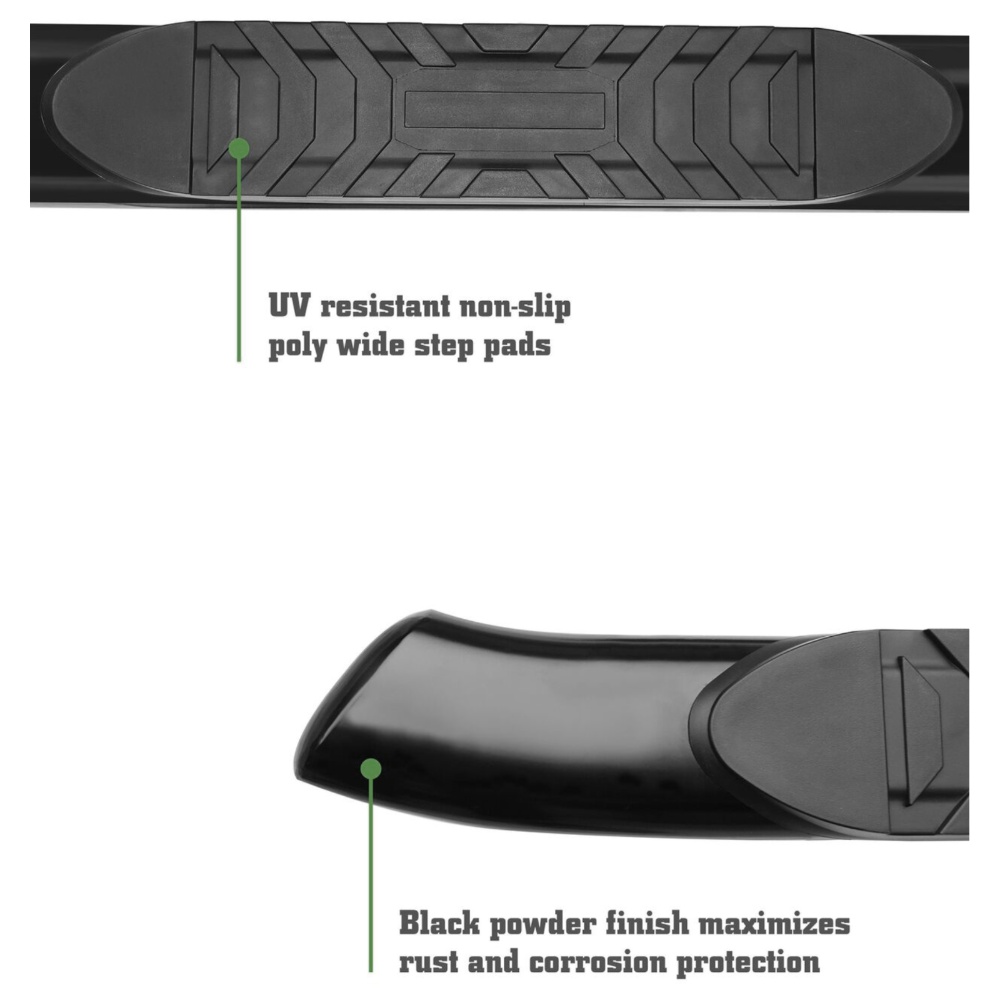 UV resistant non-slip
poly wide step pads
Black powder finish maximizes
rust and corrosion protection